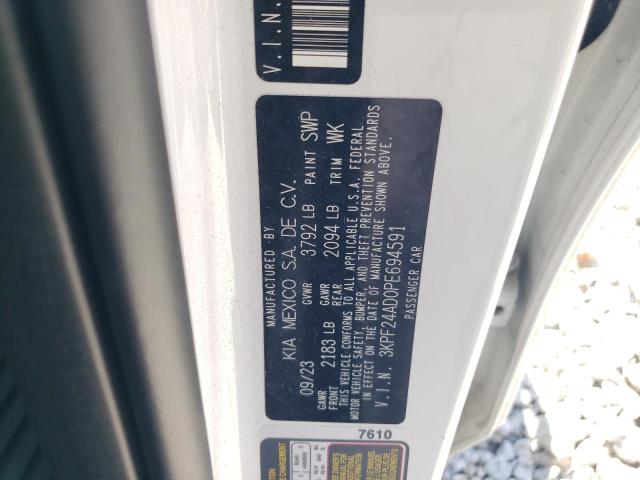 V.I.N.
MANUFACTURED BY
KIA MEXICO S.A. DE C.V.
09/23 GVWR 3792 LB PAINT SWP
GAWR FRONT 2183 LB GAWR REAR 2094 LB TRIM WK
THIS VEHICLE CONFORMS TO ALL APPLICABLE U.S.A. FEDERAL
MOTOR VEHICLE SAFETY, BUMPER, AND THEFT PREVENTION STANDARDS
IN EFFECT ON THE DATE OF MANUFACTURE SHOWN ABOVE.
V.I.N. 3KPF24AD0PE694591
PASSENGER CAR
7610